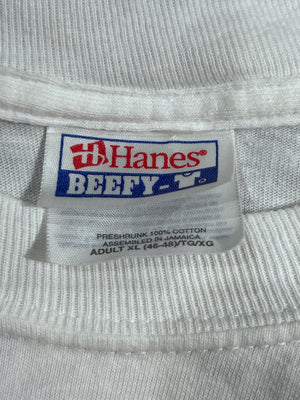 Hanes®
BEEFY-T®
PRESHRUNK 100% COTTON
ASSEMBLED IN JAMAICA
ADULT XL (46-48)/TG/XG